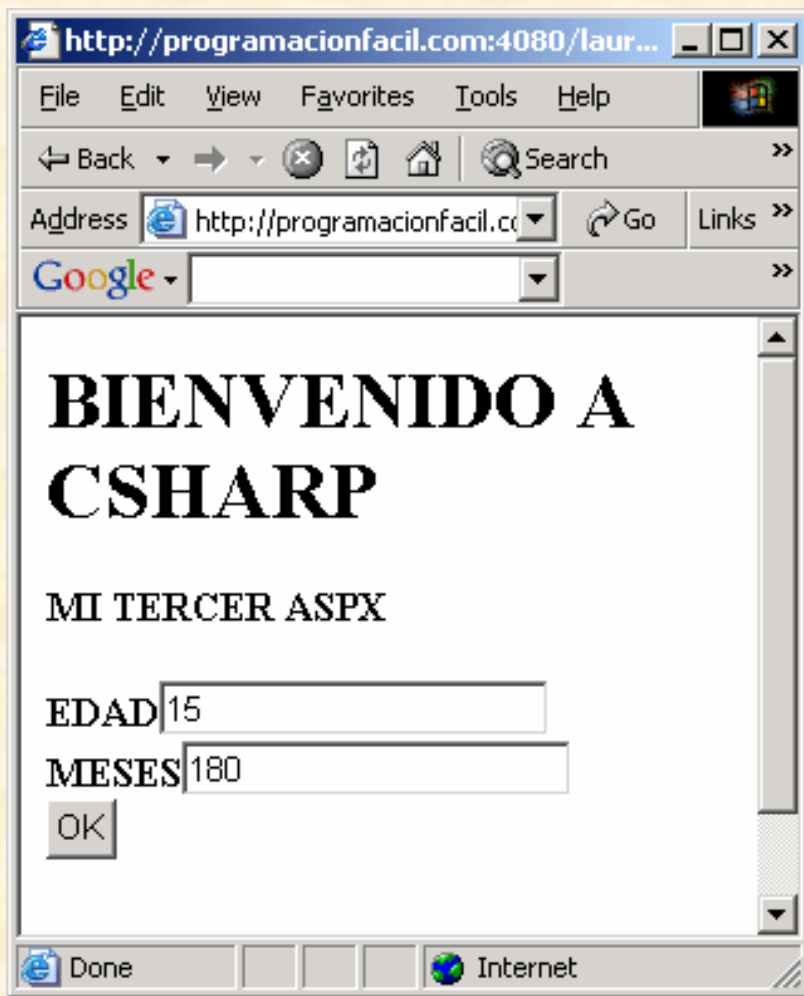 http://programacionfacil.com:4080/laur...
File Edit View Favorites Tools Help
Back Search »
Address http://programacionfacil.co Go Links »
Google »
BIENVENIDO A
CSHARP
MI TERCER ASPX
EDAD 15
MESES 180
OK
Done Internet